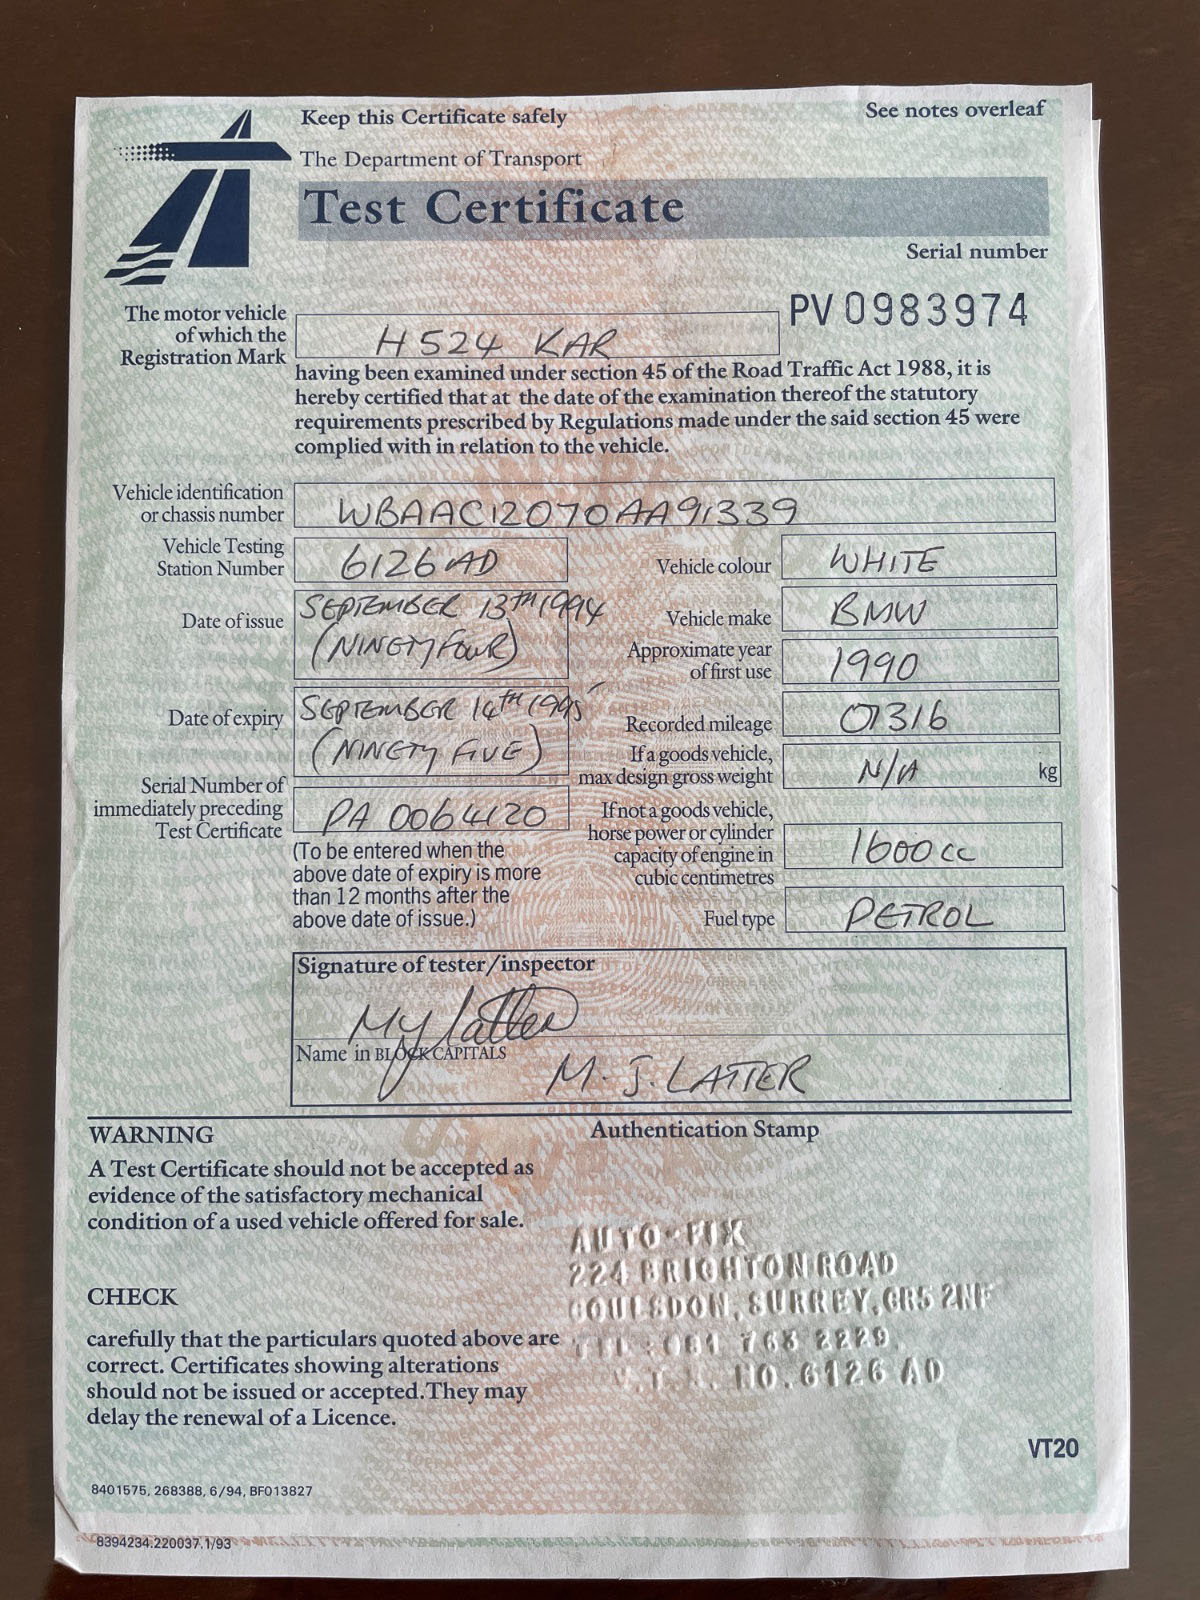 Keep this Certificate safely
See notes overleaf
The Department of Transport
Test Certificate
Serial number
PV 0983974
The motor vehicle
of which the
Registration Mark
H524 KAR
having been examined under section 45 of the Road Traffic Act 1988, it is
hereby certified that at the date of the examination thereof the statutory
requirements prescribed by Regulations made under the said section 45 were
complied with in relation to the vehicle.
Vehicle identification
or chassis number
WBAAC12070AA91339
Vehicle Testing
Station Number
6126 AD
Vehicle colour
WHITE
Date of issue
SEPTEMBER 13TH 1994
(NINETY FOUR)
Vehicle make
BMW
Approximate year
of first use
1990
Date of expiry
SEPTEMBER 14TH 1995
(NINETY FIVE)
Recorded mileage
07316
If a goods vehicle,
max design gross weight
N/A
kg
Serial Number of
immediately preceding
Test Certificate
PA 0064120
(To be entered when the
above date of expiry is more
than 12 months after the
above date of issue.)
If not a goods vehicle,
horse power or cylinder
capacity of engine in
cubic centimetres
1600 cc
Fuel type
PETROL
Signature of tester/inspector
MJ Latter
Name in BLOCK CAPITALS
M. J. LATTER
WARNING
A Test Certificate should not be accepted as
evidence of the satisfactory mechanical
condition of a used vehicle offered for sale.
Authentication Stamp
AUTO-FIX
224 BRIGHTON ROAD
COULSDON, SURREY, CR5 2NF
TEL: 081 763 2229.
V.T.S. NO. 6126 AD
CHECK
carefully that the particulars quoted above are
correct. Certificates showing alterations
should not be issued or accepted. They may
delay the renewal of a Licence.
VT20
8401575, 268388, 6/94, BF013827
8394234.220037.1/93